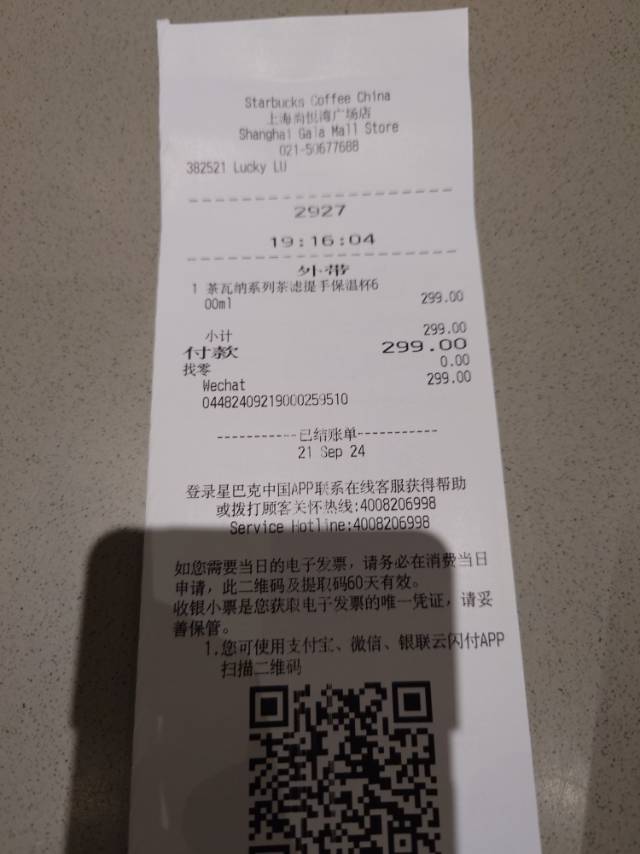 Starbucks Coffee China
上海尚悦湾广场店
Shanghai Gala Mall Store
021-50677688
382521 Lucky LU
2927
19:16:04
外带
1 茶瓦纳系列茶滤提手保温杯6
00ml 299.00
小计 299.00
付款 299.00
找零 0.00
Wechat 299.00
04482409219000259510
----------已结账单-----------
21 Sep 24
登录星巴克中国APP联系在线客服获得帮助
或拨打顾客关怀热线:4008206998
Service Hotline:4008206998
如您需要当日的电子发票，请务必在消费当日
申请，此二维码及提取码60天有效。
收银小票是您获取电子发票的唯一凭证，请妥
善保管。
1.您可使用支付宝、微信、银联云闪付APP
扫描二维码